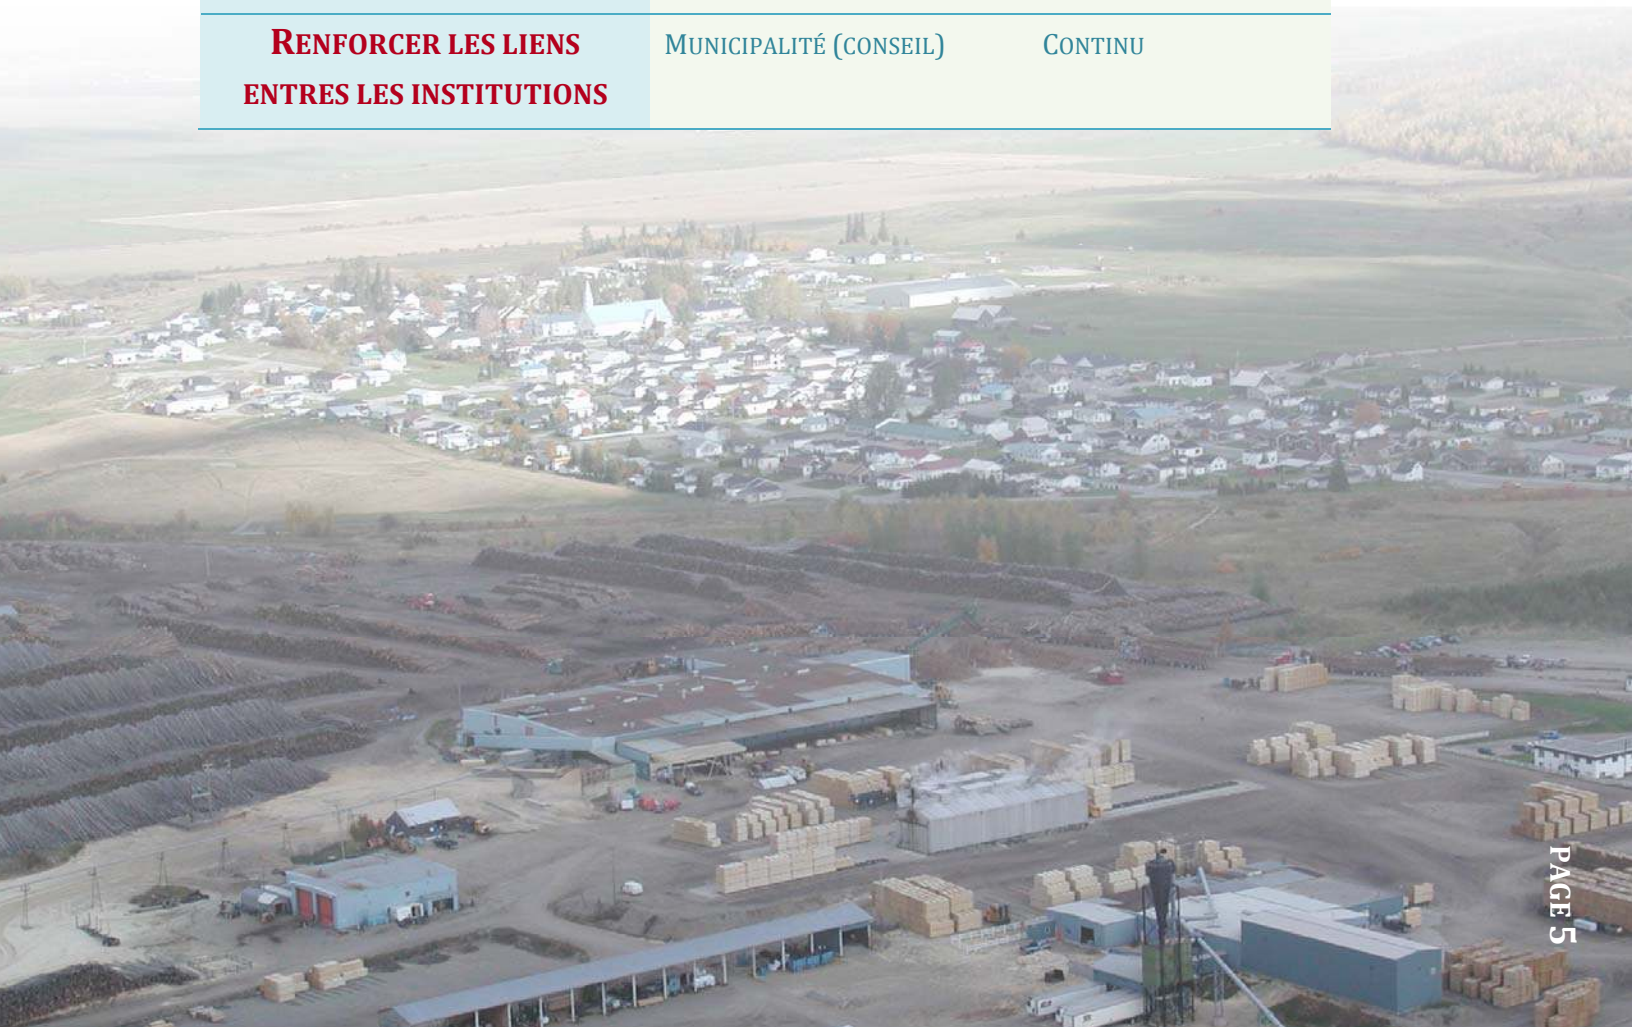 RENFORCER LES LIENS
ENTRES LES INSTITUTIONS
MUNICIPALITÉ (CONSEIL)
CONTINU
PAGE 5